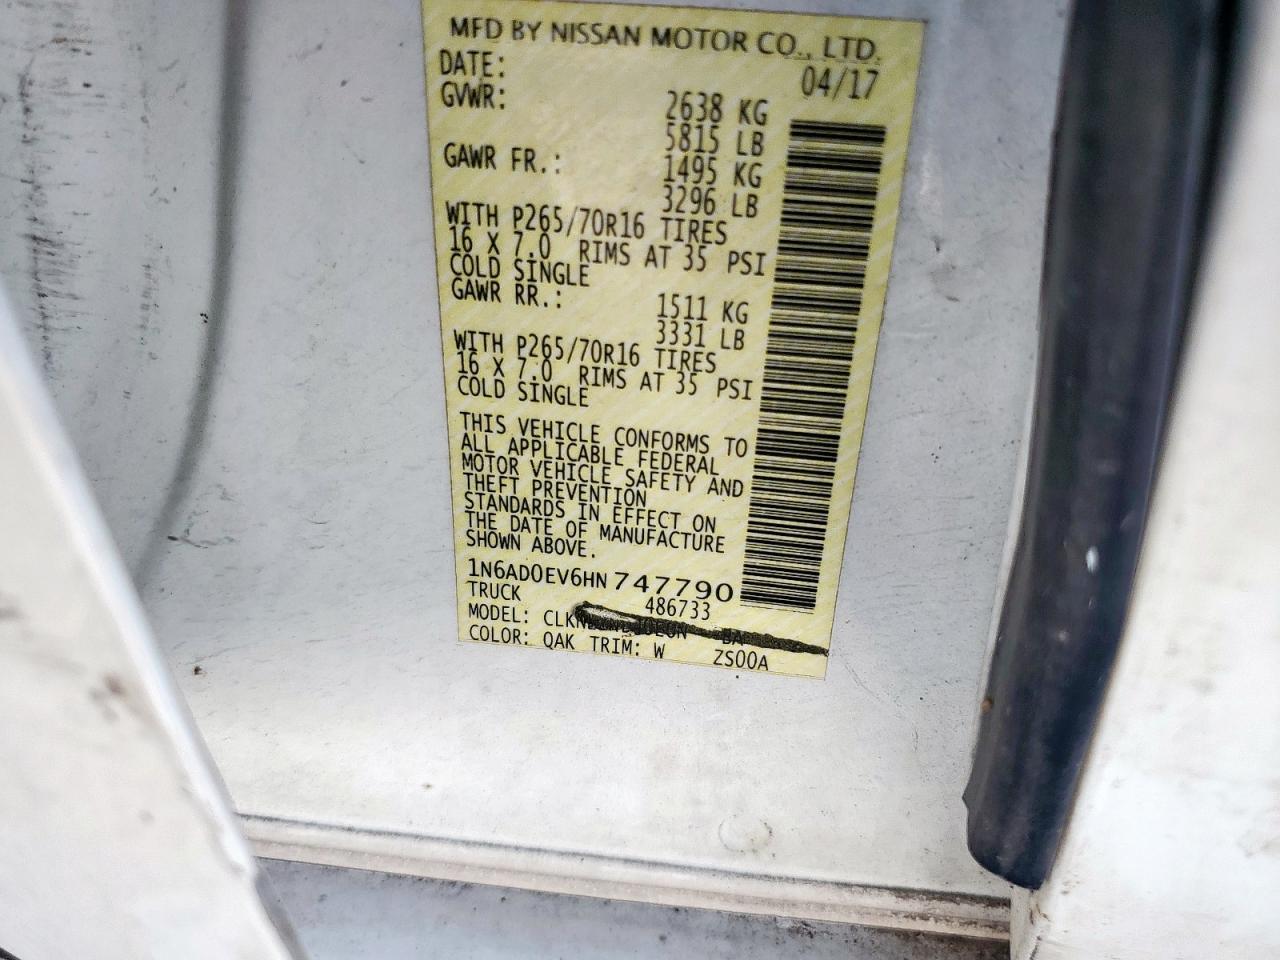 MFD BY NISSAN MOTOR CO., LTD.
DATE: 04/17
GVWR: 2638 KG
5815 LB
GAWR FR.: 1495 KG
3296 LB
WITH P265/70R16 TIRES
16 X 7.0 RIMS AT 35 PSI
COLD SINGLE
GAWR RR.: 1511 KG
3331 LB
WITH P265/70R16 TIRES
16 X 7.0 RIMS AT 35 PSI
COLD SINGLE
THIS VEHICLE CONFORMS TO
ALL APPLICABLE FEDERAL
MOTOR VEHICLE SAFETY AND
THEFT PREVENTION
STANDARDS IN EFFECT ON
THE DATE OF MANUFACTURE
SHOWN ABOVE.
1N6AD0EV6HN747790
TRUCK 486733
MODEL: BA
COLOR: QAK TRIM: W ZS00A